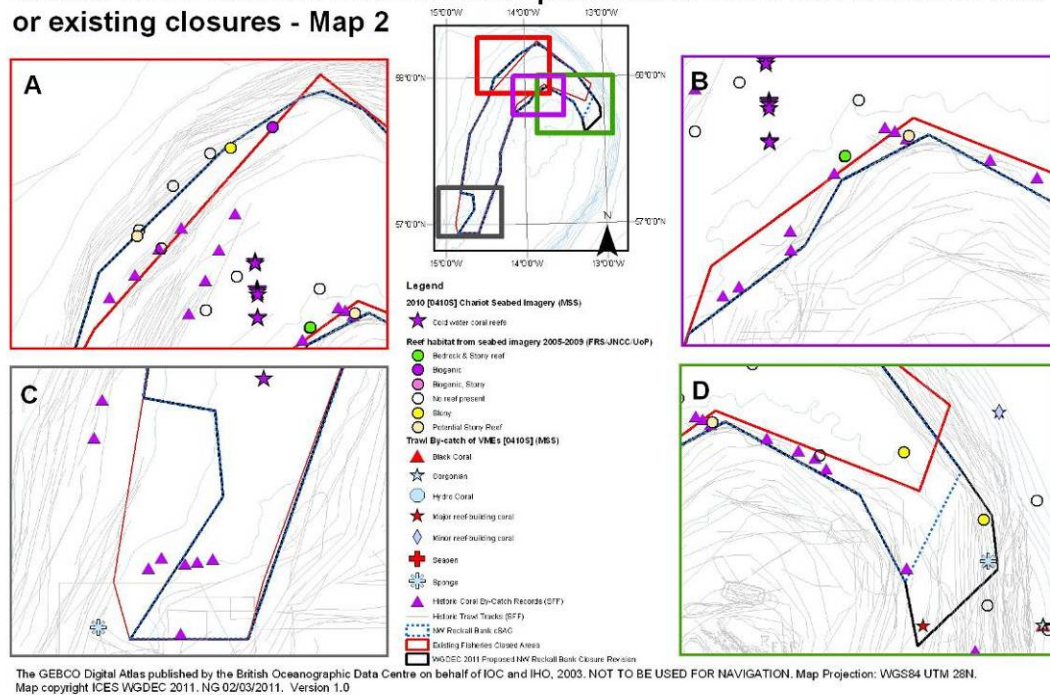 or existing closures - Map 2
15°0'0"W 14°0'0"W 13°0'0"W
58°0'0"N 58°0'0"N
57°0'0"N 57°0'0"N
N
15°0'0"W 14°0'0"W 13°0'0"W
A
B
C
D
Legend
2010 [0410S] Chariot Seabed Imagery (MSS)
Cold water coral reefs
Reef habitat from seabed imagery 2005-2009 (FRS/JNCC/UoP)
Bedrock & Stony reef
Biogenic
Biogenic, Stony
No reef present
Stony
Potential Stony Reef
Trawl By-catch of VMEs [0410S] (MSS)
Black Coral
Gorgonian
Hydro Coral
Major reef-building coral
Minor reef-building coral
Seapen
Sponge
Historic Coral By-Catch Records (SFF)
Historic Trawl Tracks (SFF)
NW Rockall Bank cSAC
Existing Fisheries Closed Areas
WGDEC 2011 Proposed NW Rockall Bank Closure Revision
The GEBCO Digital Atlas published by the British Oceanographic Data Centre on behalf of IOC and IHO, 2003. NOT TO BE USED FOR NAVIGATION. Map Projection: WGS84 UTM 28N.
Map copyright ICES WGDEC 2011. NG 02/03/2011. Version 1.0